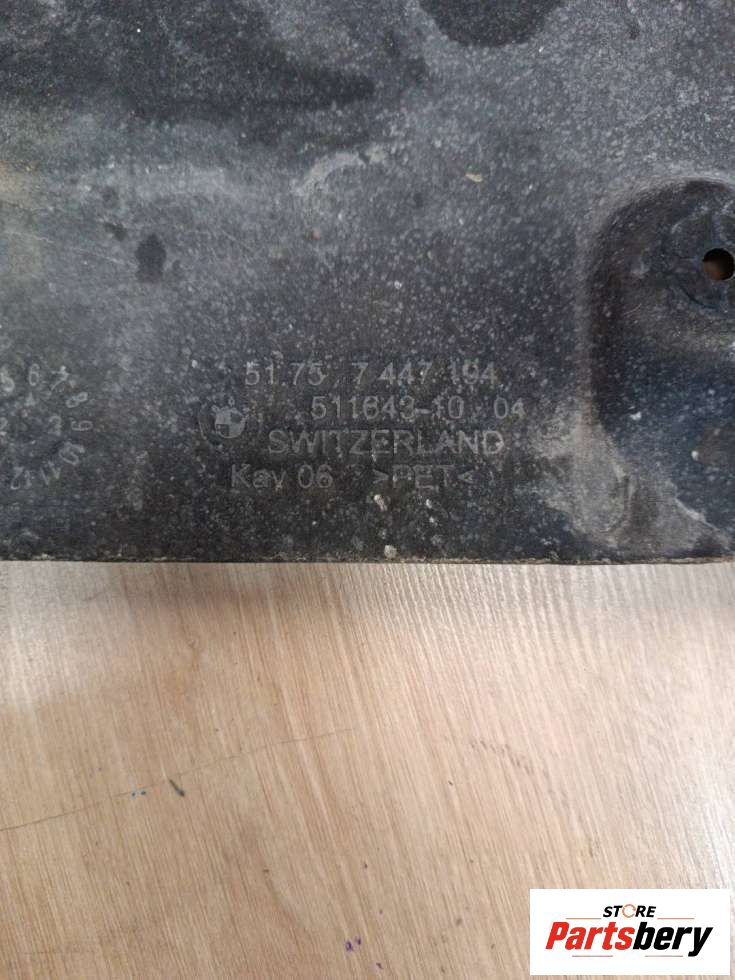 51.75 7 447 194
511643-10 04
SWITZERLAND
Kav 06 >PET<
STORE
Partsbery